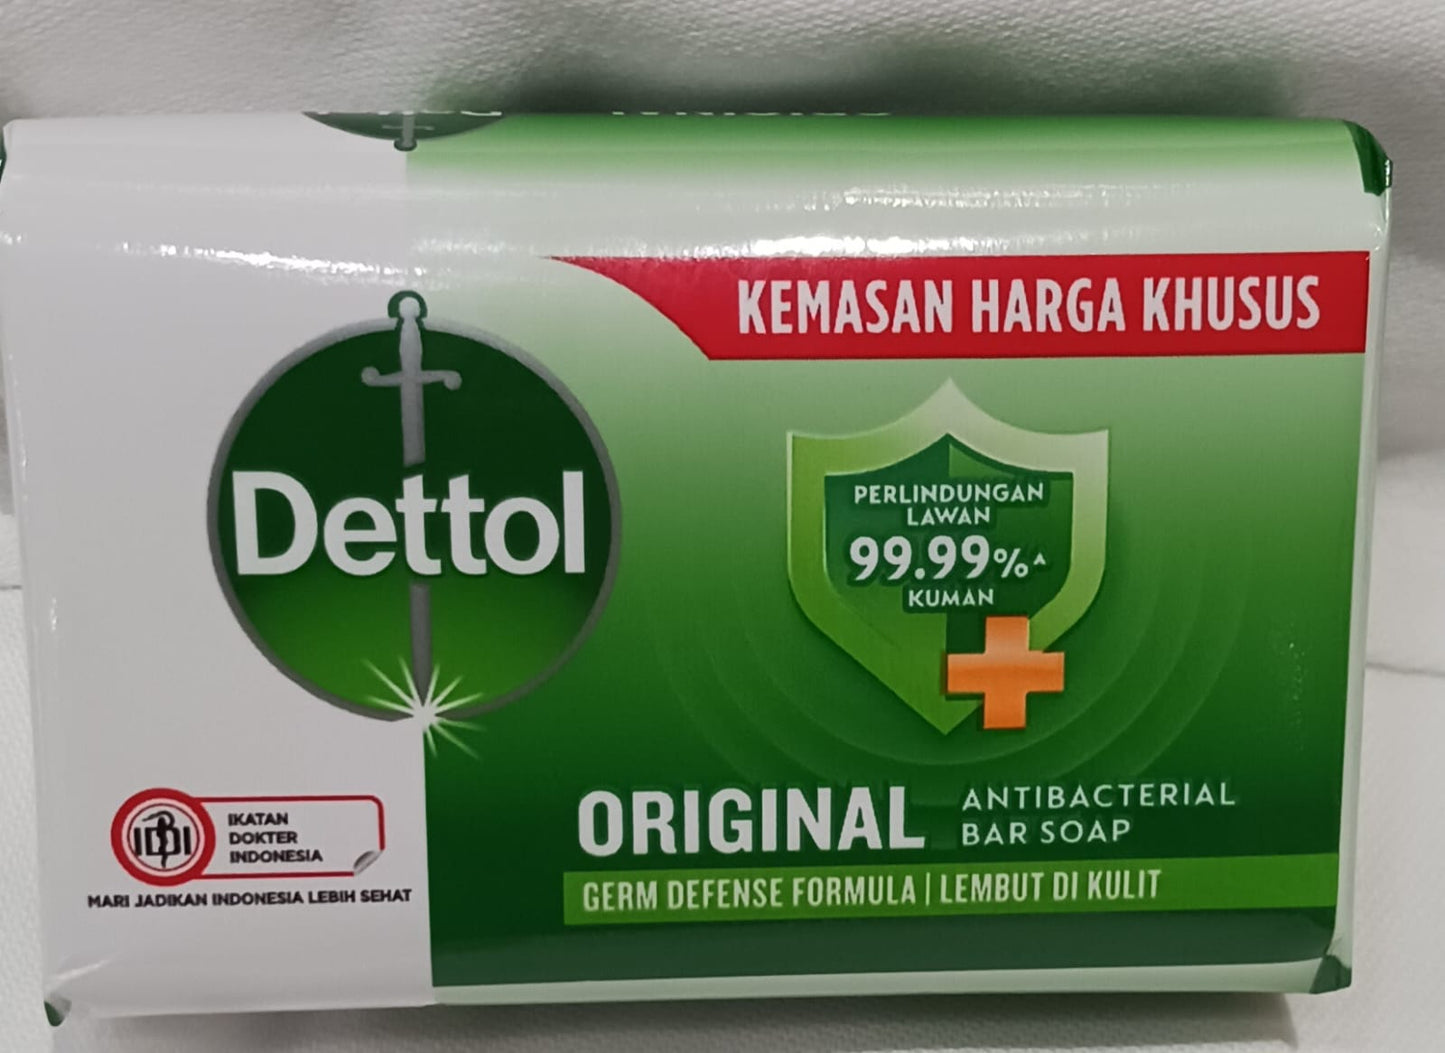 KEMASAN HARGA KHUSUS
Dettol
PERLINDUNGAN
LAWAN
99.99%^
KUMAN
ORIGINAL
ANTIBACTERIAL
BAR SOAP
GERM DEFENSE FORMULA | LEMBUT DI KULIT
IDI
IKATAN
DOKTER
INDONESIA
MARI JADIKAN INDONESIA LEBIH SEHAT